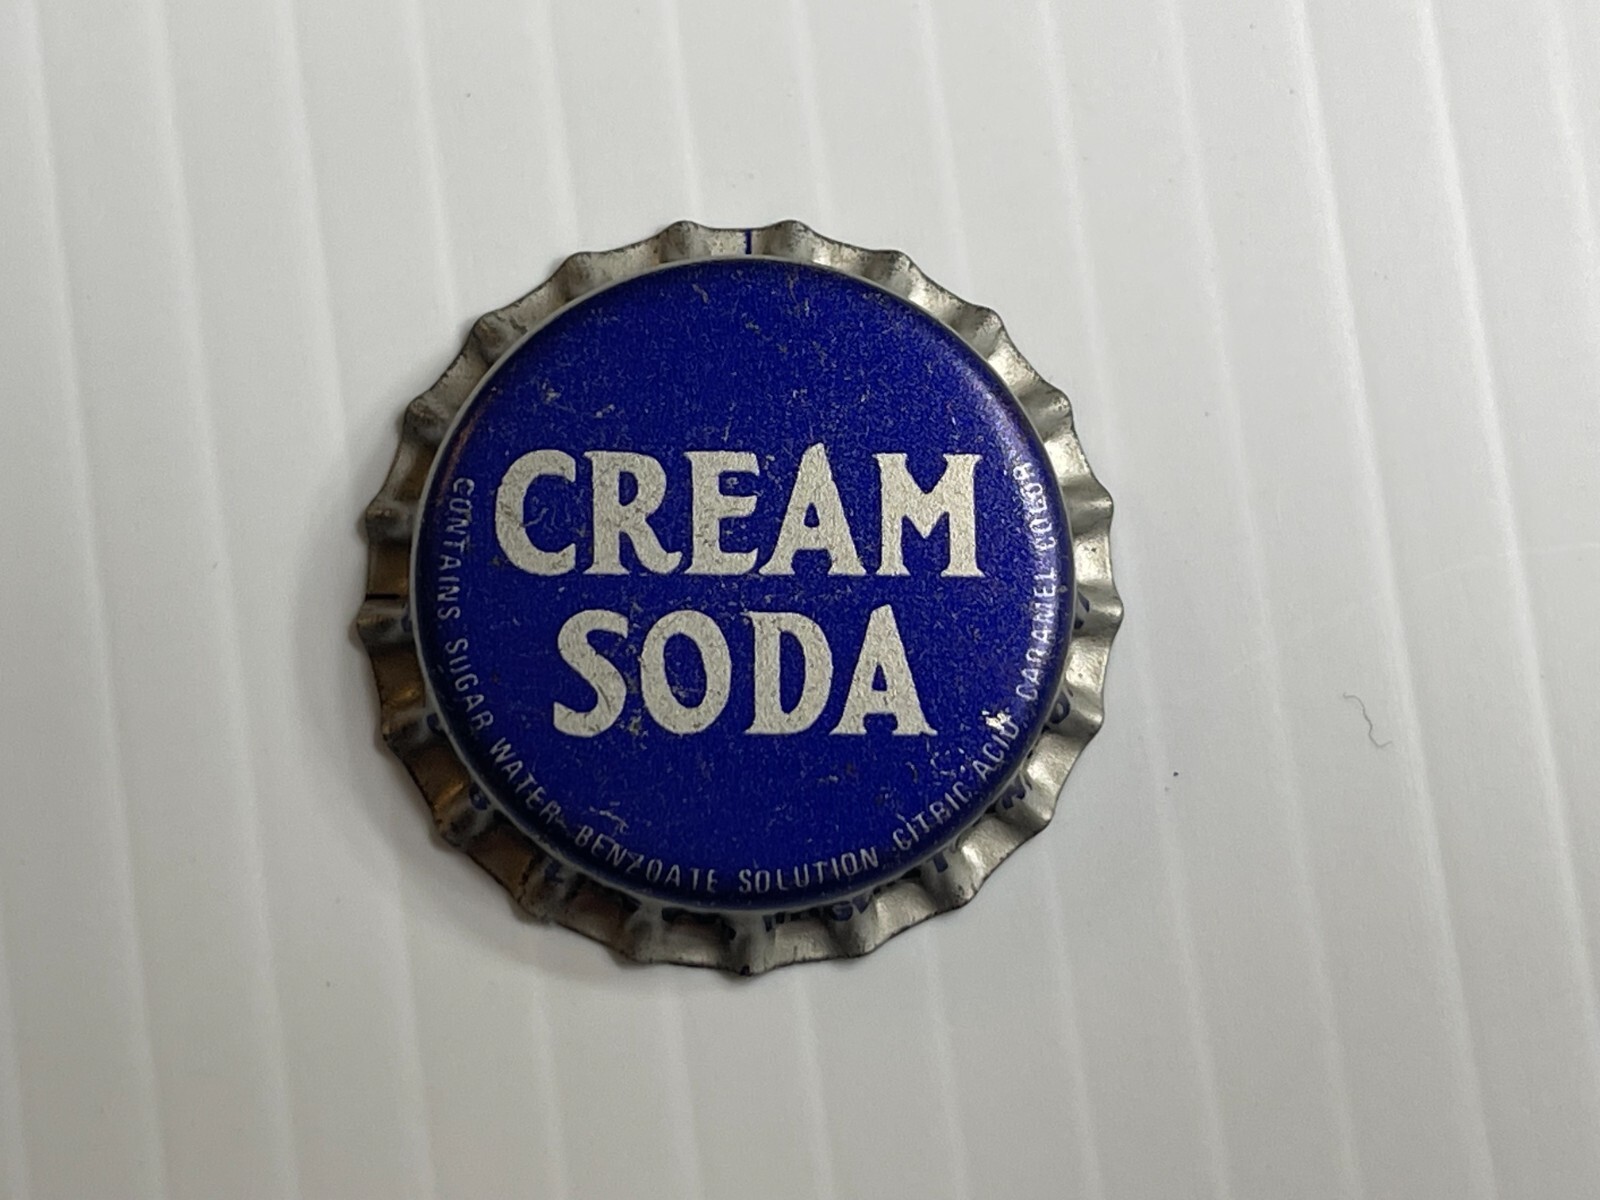 CREAM
SODA
CONTAINS SUGAR WATER BENZOATE SOLUTION CITRIC ACID CARAMEL COLOR